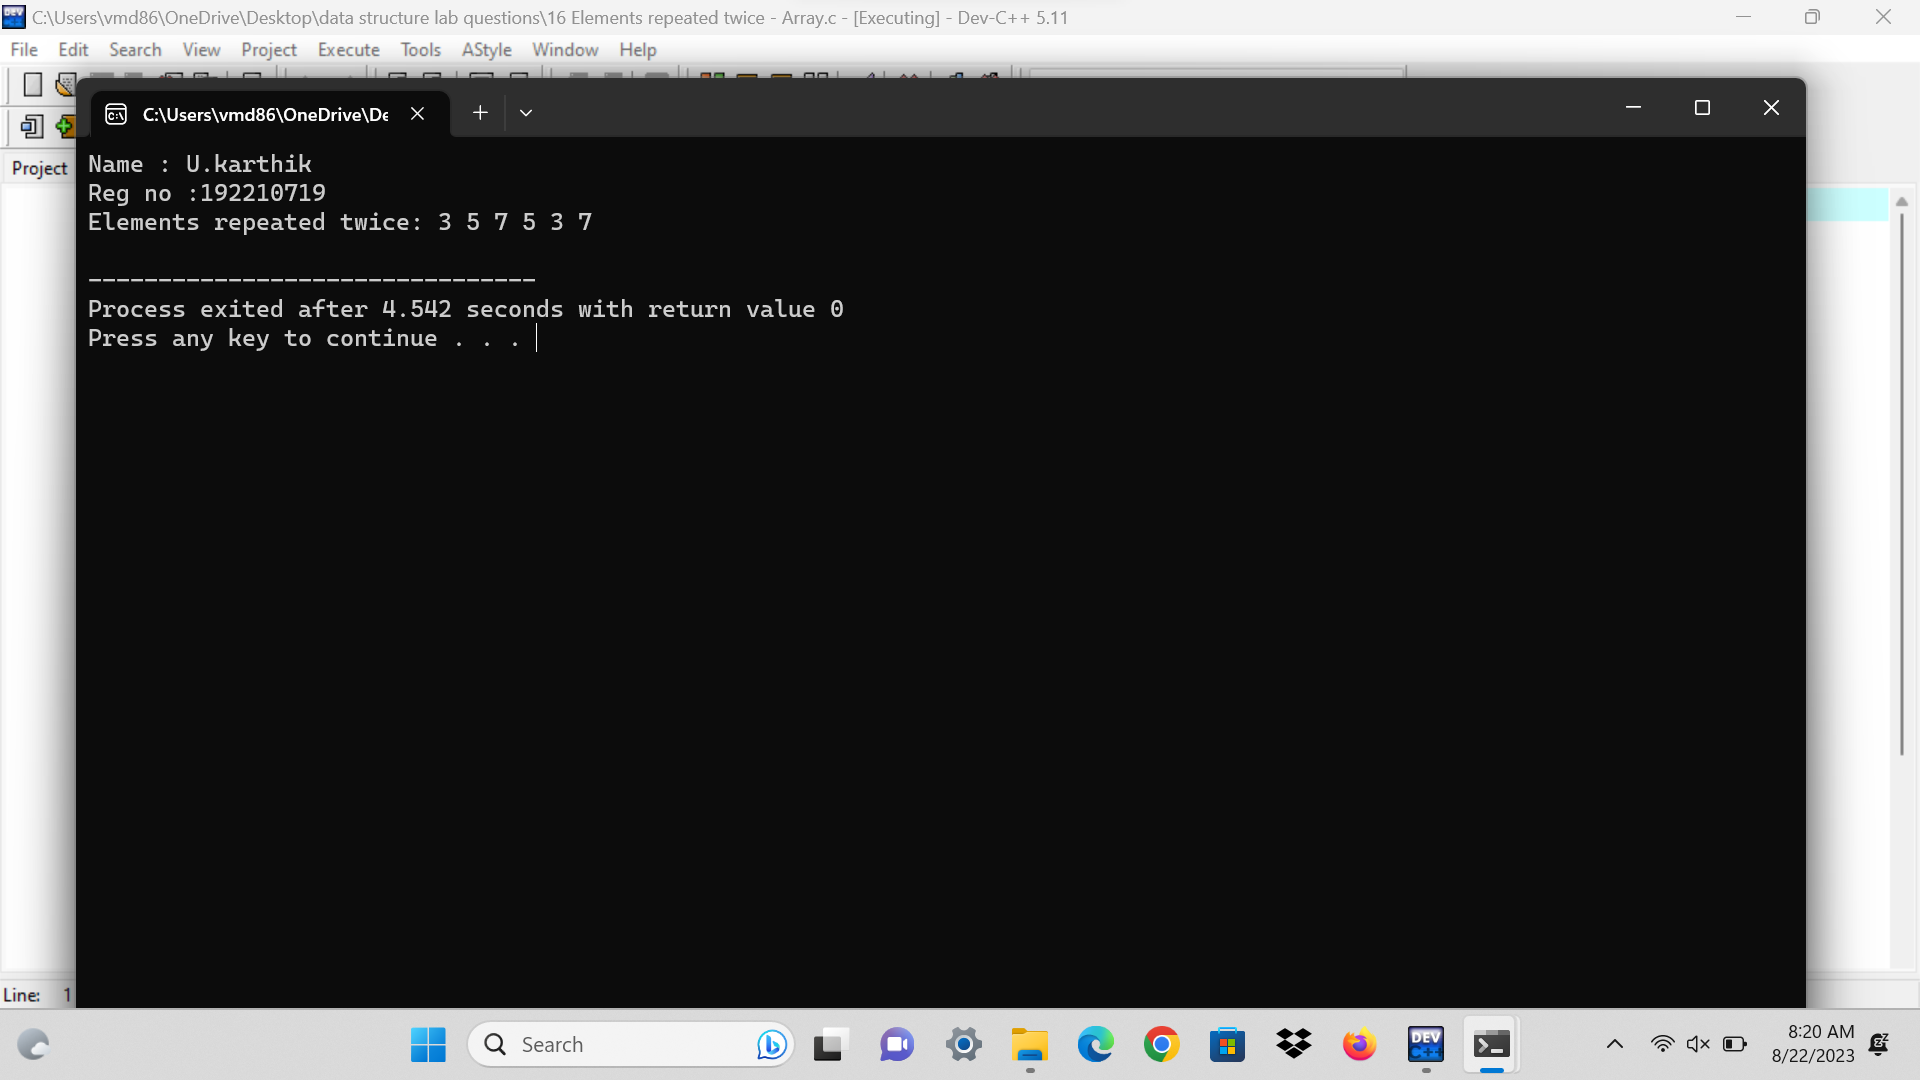 C:\Users\vmd86\OneDrive\Desktop\data structure lab questions\16 Elements repeated twice - Array.c - [Executing] - Dev-C++ 5.11
File Edit Search View Project Execute Tools AStyle Window Help
C:\Users\vmd86\OneDrive\De
Project
Name : U.karthik
Reg no :192210719
Elements repeated twice: 3 5 7 5 3 7
--------------------------------
Process exited after 4.542 seconds with return value 0
Press any key to continue . . .
Line: 1
Search
DEV C++
8:20 AM
8/22/2023